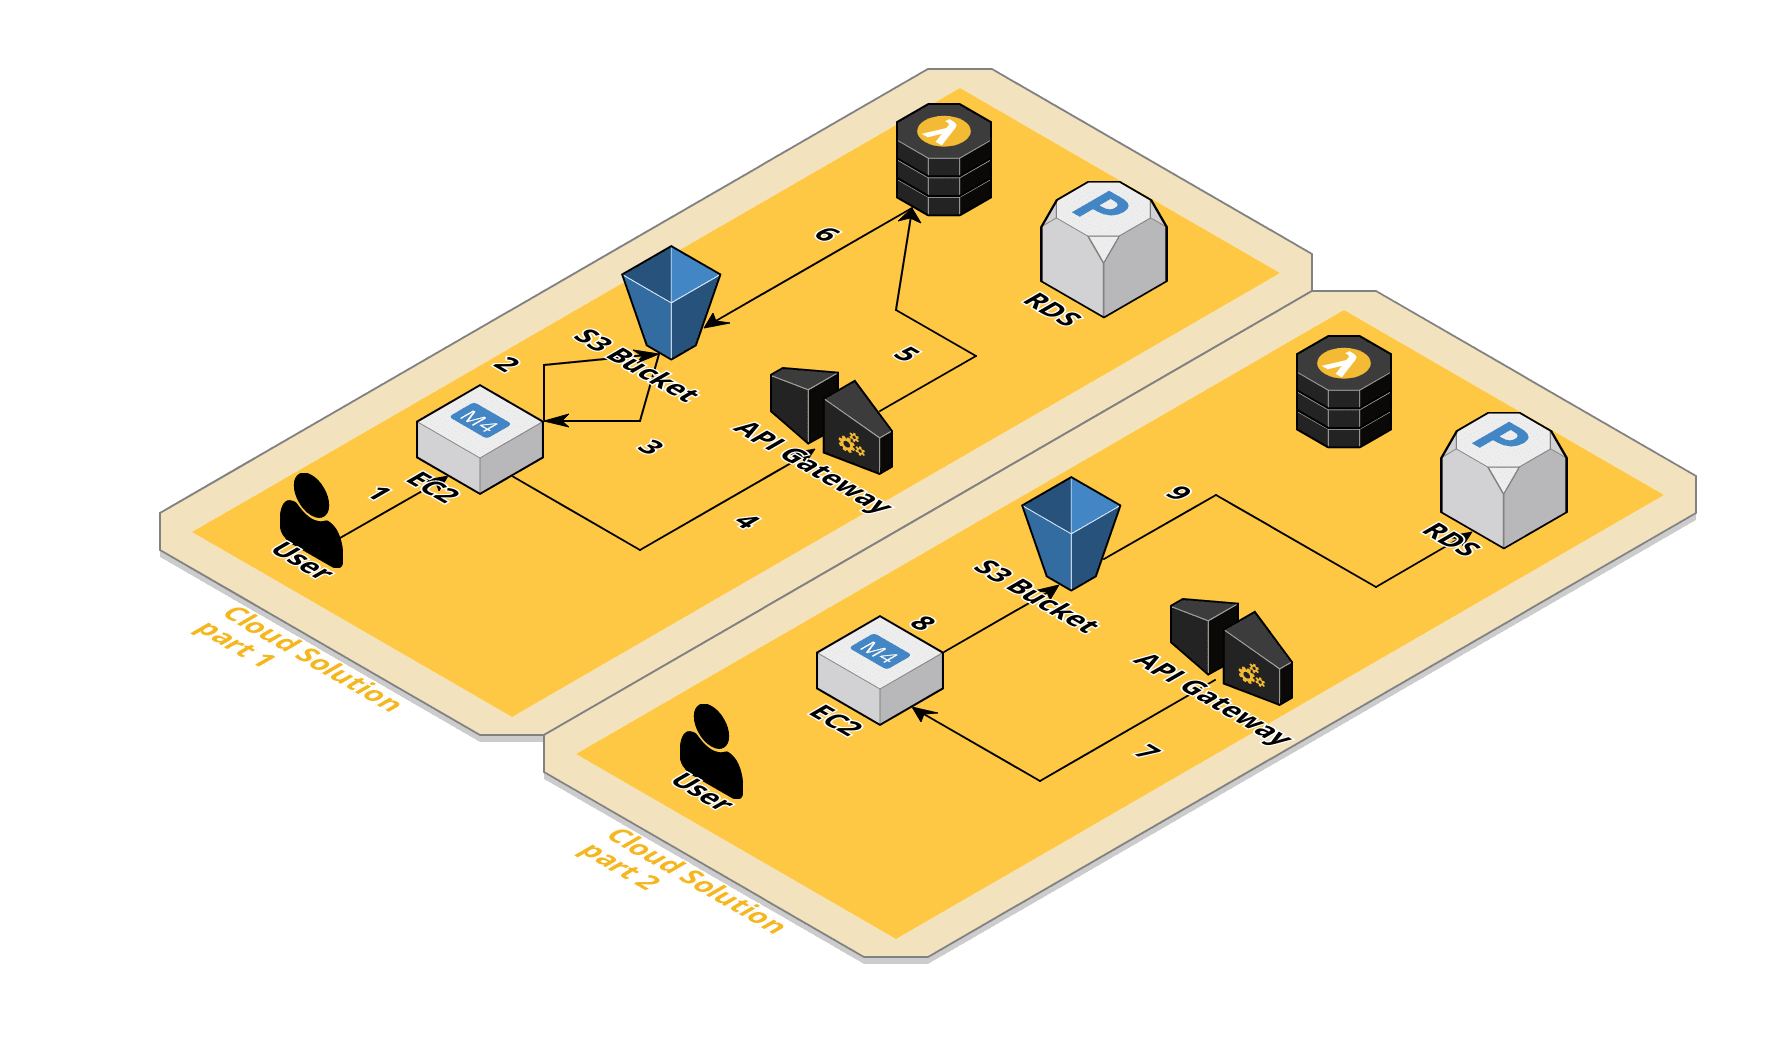 λ
P
RDS
6
S3 Bucket
2
5
M4
3
API Gateway
EC2
1
4
User
Cloud Solution
part 1
λ
P
RDS
9
S3 Bucket
8
M4
API Gateway
EC2
7
User
Cloud Solution
part 2